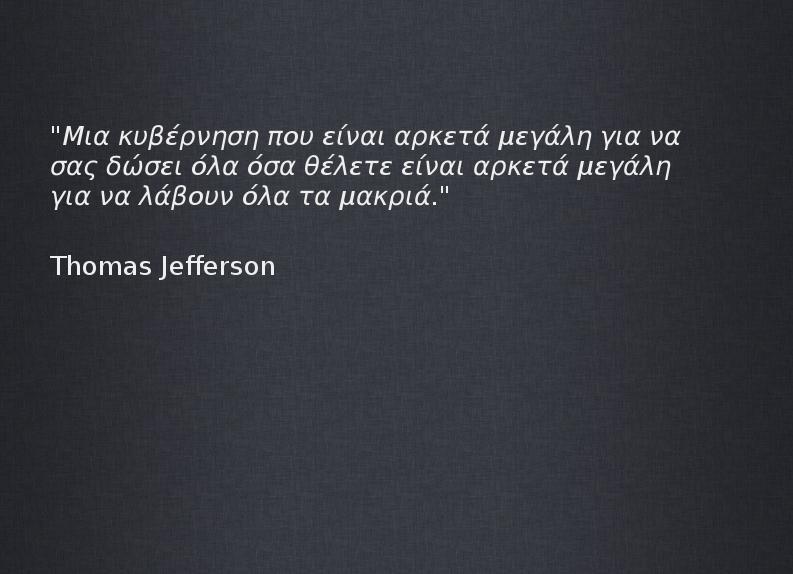 "Μια κυβέρνηση που είναι αρκετά μεγάλη για να
σας δώσει όλα όσα θέλετε είναι αρκετά μεγάλη
για να λάβουν όλα τα μακριά."
Thomas Jefferson